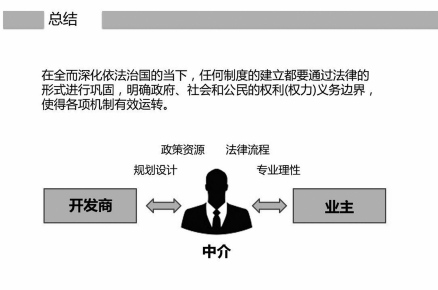 总结
在全而深化依法治国的当下，任何制度的建立都要通过法律的
形式进行巩固，明确政府、社会和公民的权利(权力)义务边界，
使得各项机制有效运转。
政策资源 法律流程
规划设计 专业理性
开发商 业主
中介